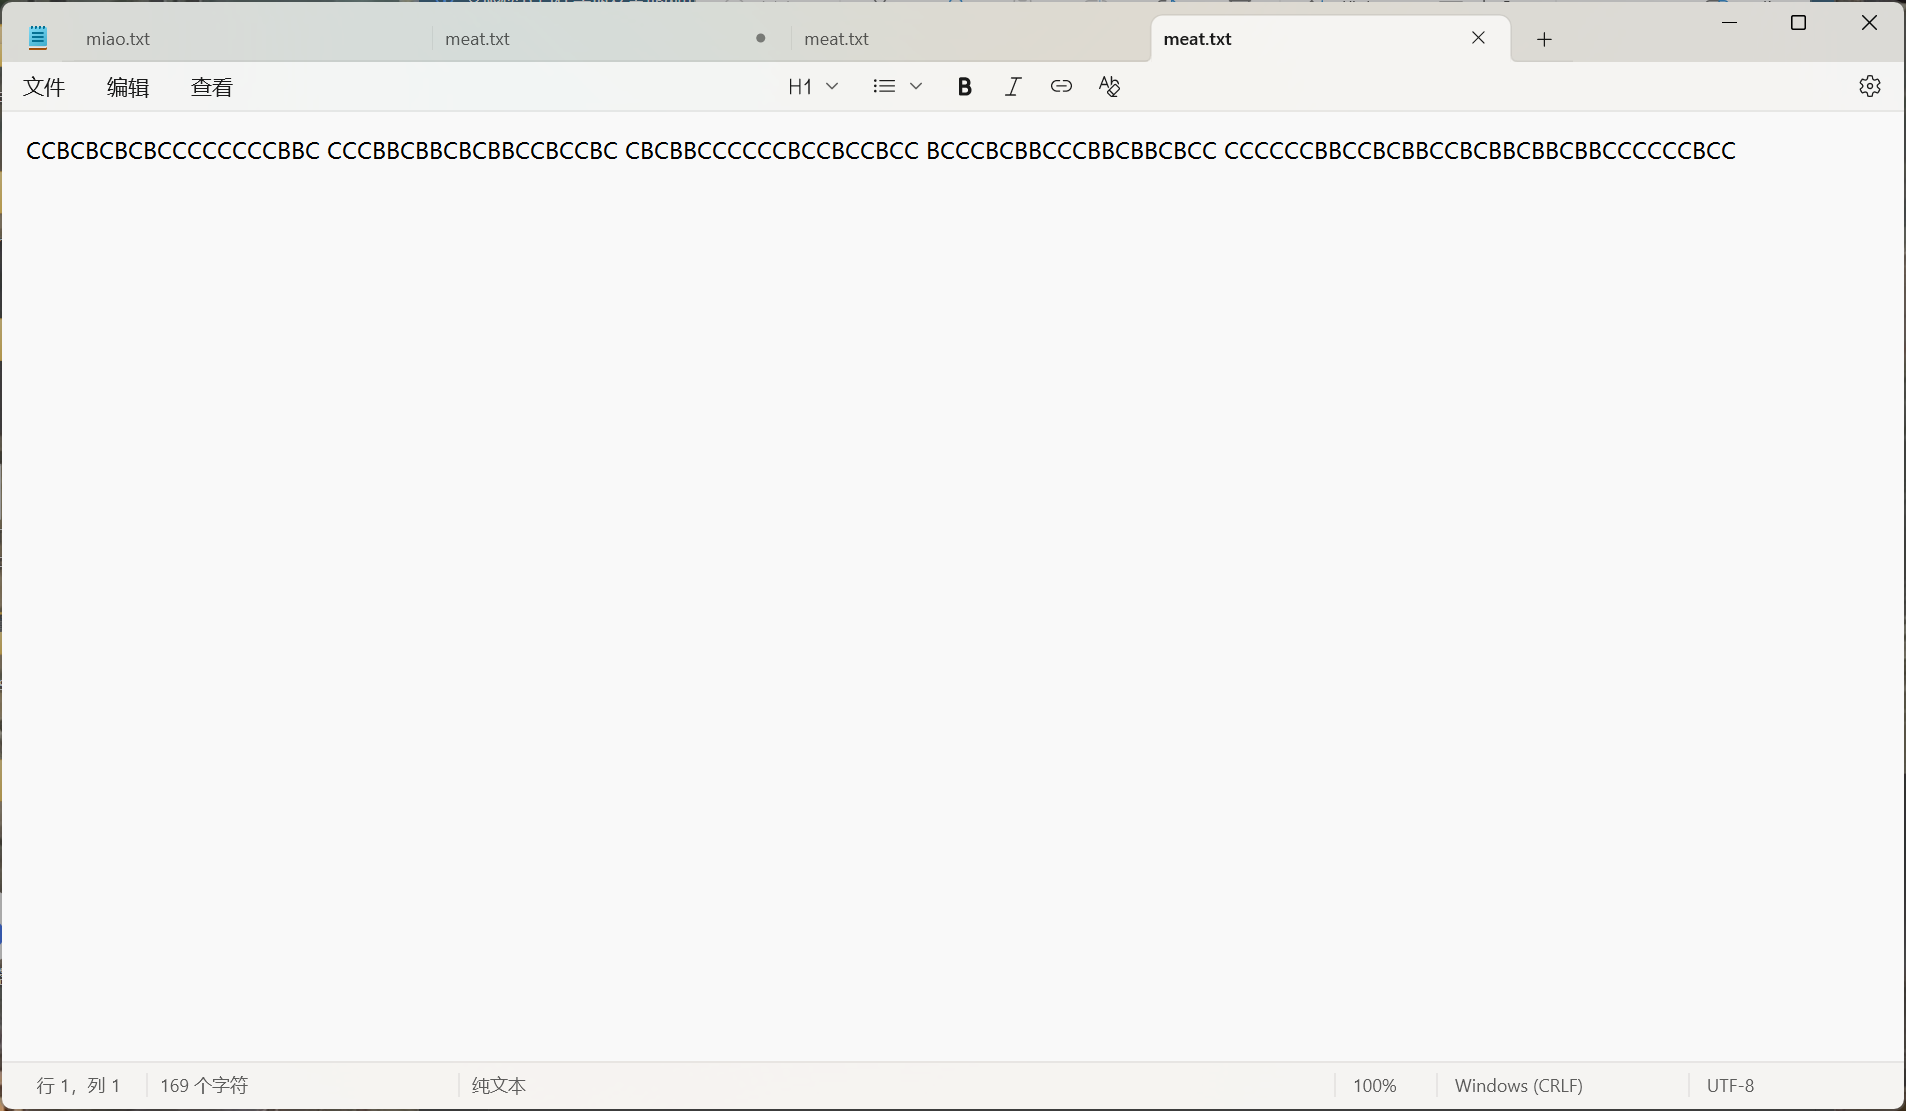 miao.txt
meat.txt
meat.txt
meat.txt
文件 编辑 查看
H1
CCBCBCBCBCCCCCCCCBBC CCCBBCBBCBCBBCCBCCBC CBCBBCCCCCCBCCBCCBCC BCCCBCBBCCCBBCBBCBCC CCCCCCBBCCBCBBCCBCBBCBBCBBCCCCCCBCC
行 1，列 1
169 个字符
纯文本
100%
Windows (CRLF)
UTF-8